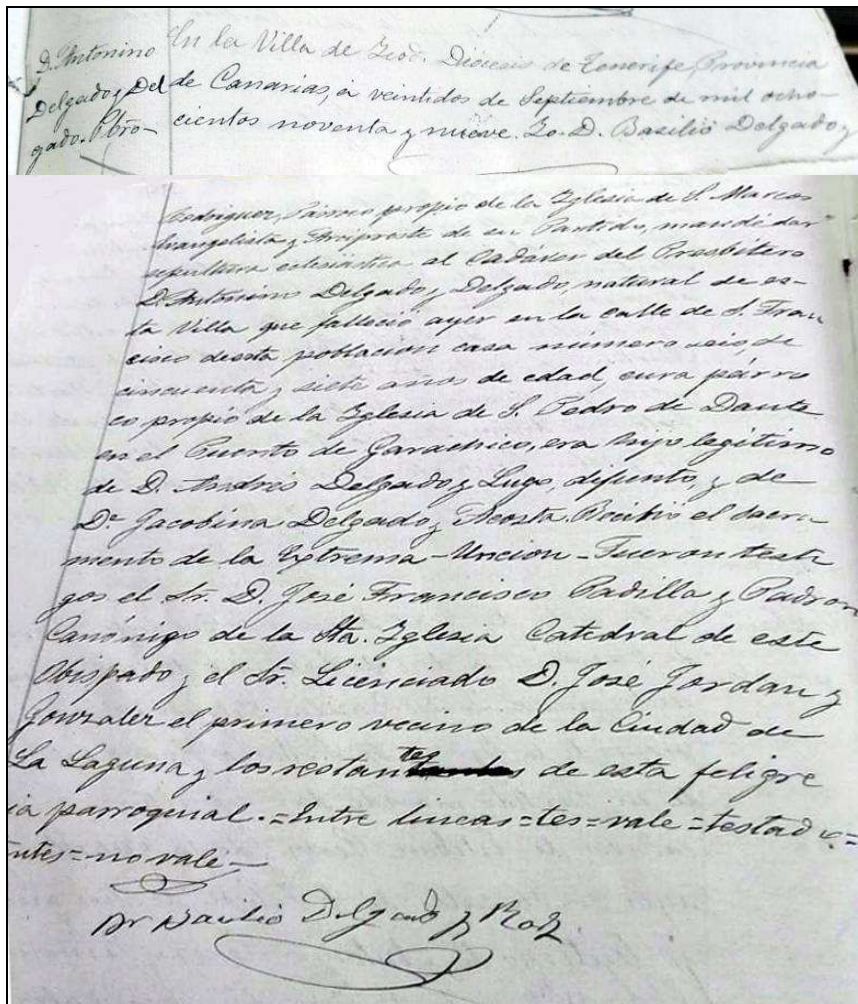 D. Antonino
Delgado y Del
gado. Pbro-
En la Villa de Icod. Diócesis de Tenerife, Provincia
de Canarias, á veintidos de Septiembre de mil ocho-
cientos noventa y nueve. Yo. D. Basilio Delgado y
Rodriguez, Párroco propio de la Iglesia de S. Marcos
Evangelista y Arcipreste de su Partido, mandé dar
sepultura eclesiástica al Cadáver del Presbítero
D. Antonino Delgado y Delgado, natural de es-
ta Villa que falleció ayer en la calle de S. Fran
cisco de esta poblacion casa número seis, de
cincuenta y siete años de edad, cura párro
co propio de la Iglesia de S. Pedro de Daute
en el Puerto de Garachico, era hijo legítimo
de D. Andrés Delgado y Lugo, difunto, y de
Dª Jacobina Delgado y Acosta. Recibió el sacra-
mento de la Extrema-Uncion-Fueron testi
gos el Sr. D. José Francisco Padilla y Padron
Canónigo de la Sta. Iglesia Catedral de este
Obispado y el Sr. Licenciado D. José Jordan y
Gonzalez el primero vecino de la Ciudad de
La Laguna y los restan tes de esta feligre
ia parroquial.=Entre lineas=tes=vale=testado=
ntes=no vale-
Dr Basilio Delgado y Rodz.